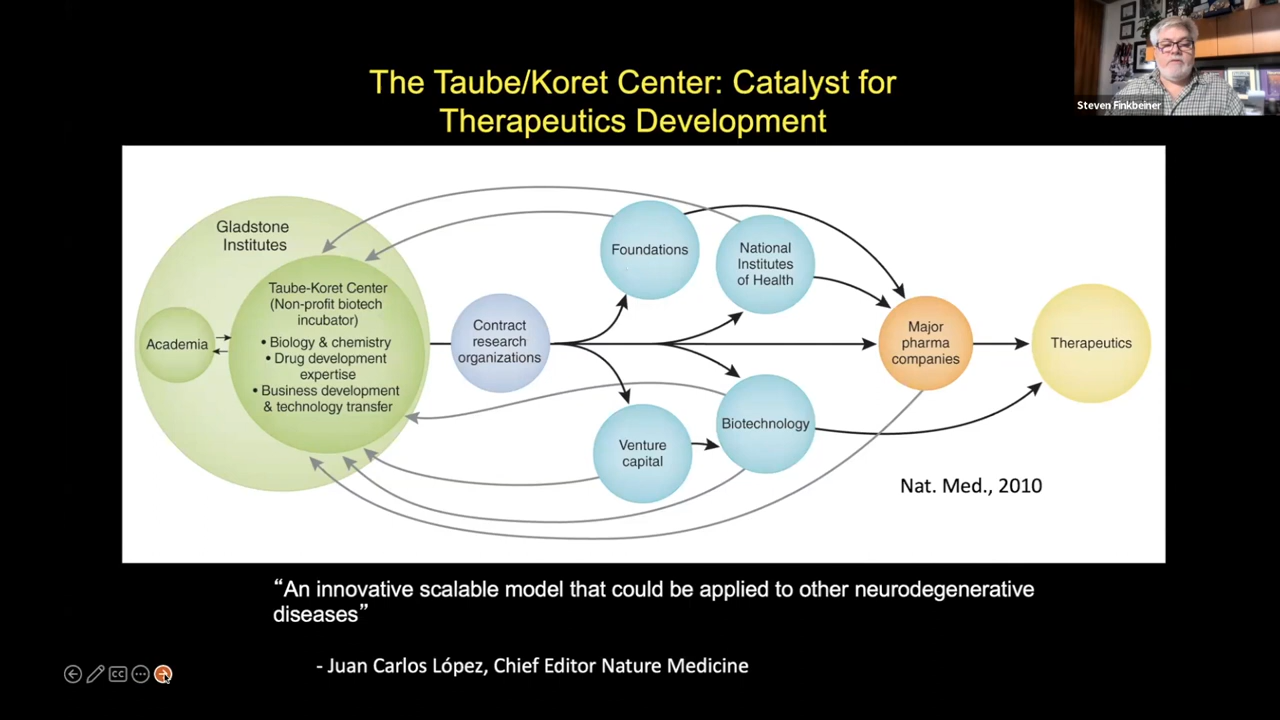 The Taube/Koret Center: Catalyst for
Therapeutics Development
Steven Finkbeiner
Gladstone
Institutes
Academia
Taube-Koret Center
(Non-profit biotech
incubator)
• Biology & chemistry
• Drug development
expertise
• Business development
& technology transfer
Contract
research
organizations
Foundations
National
Institutes
of Health
Venture
capital
Biotechnology
Major
pharma
companies
Therapeutics
Nat. Med., 2010
“An innovative scalable model that could be applied to other neurodegenerative
diseases”
- Juan Carlos López, Chief Editor Nature Medicine
CC